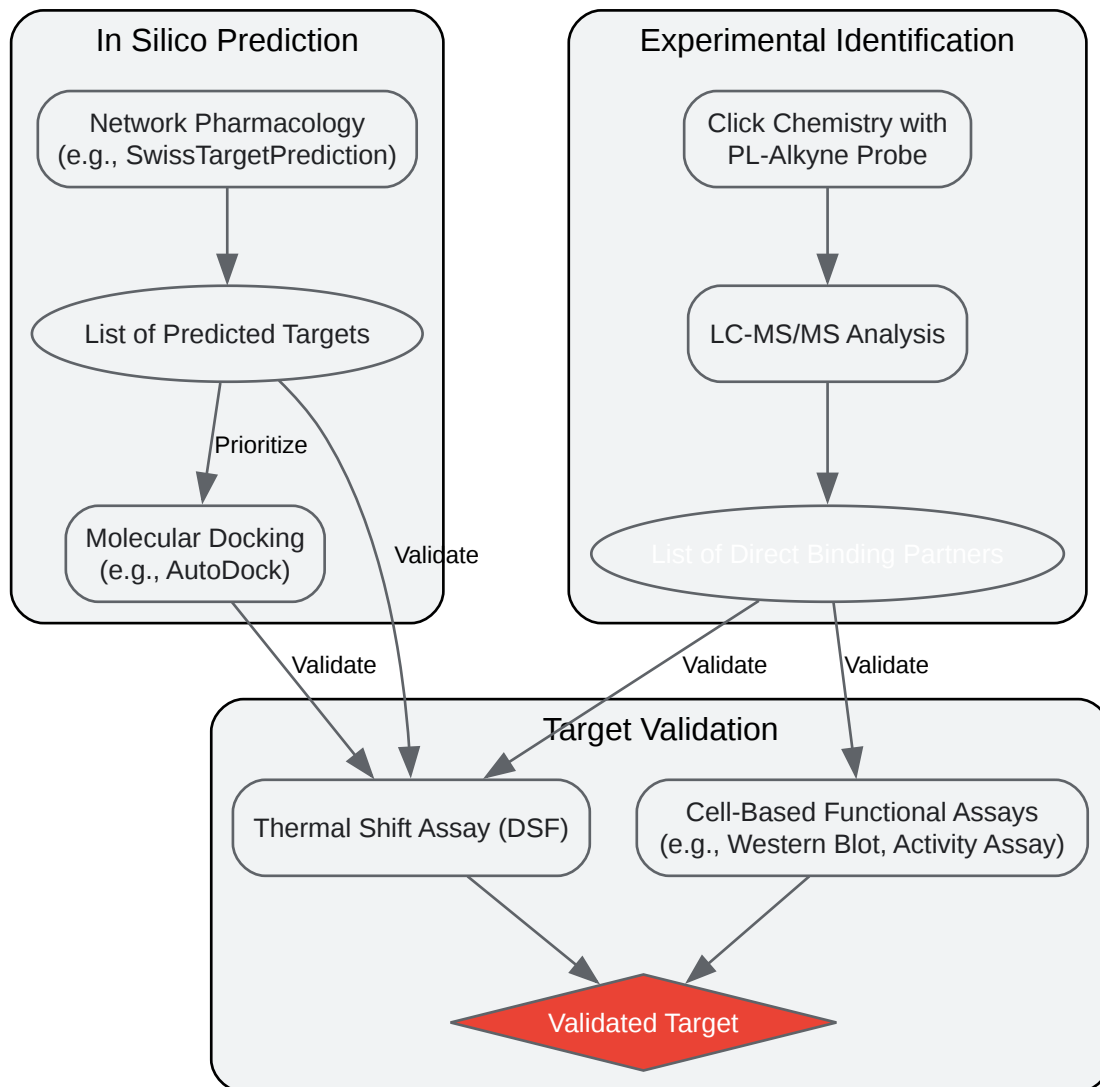 In Silico Prediction
Network Pharmacology
(e.g., SwissTargetPrediction)
List of Predicted Targets
Prioritize
Molecular Docking
(e.g., AutoDock)
Validate
Validate
Experimental Identification
Click Chemistry with
PL-Alkyne Probe
LC-MS/MS Analysis
List of Direct Binding Partners
Validate
Validate
Target Validation
Thermal Shift Assay (DSF)
Cell-Based Functional Assays
(e.g., Western Blot, Activity Assay)
Validated Target